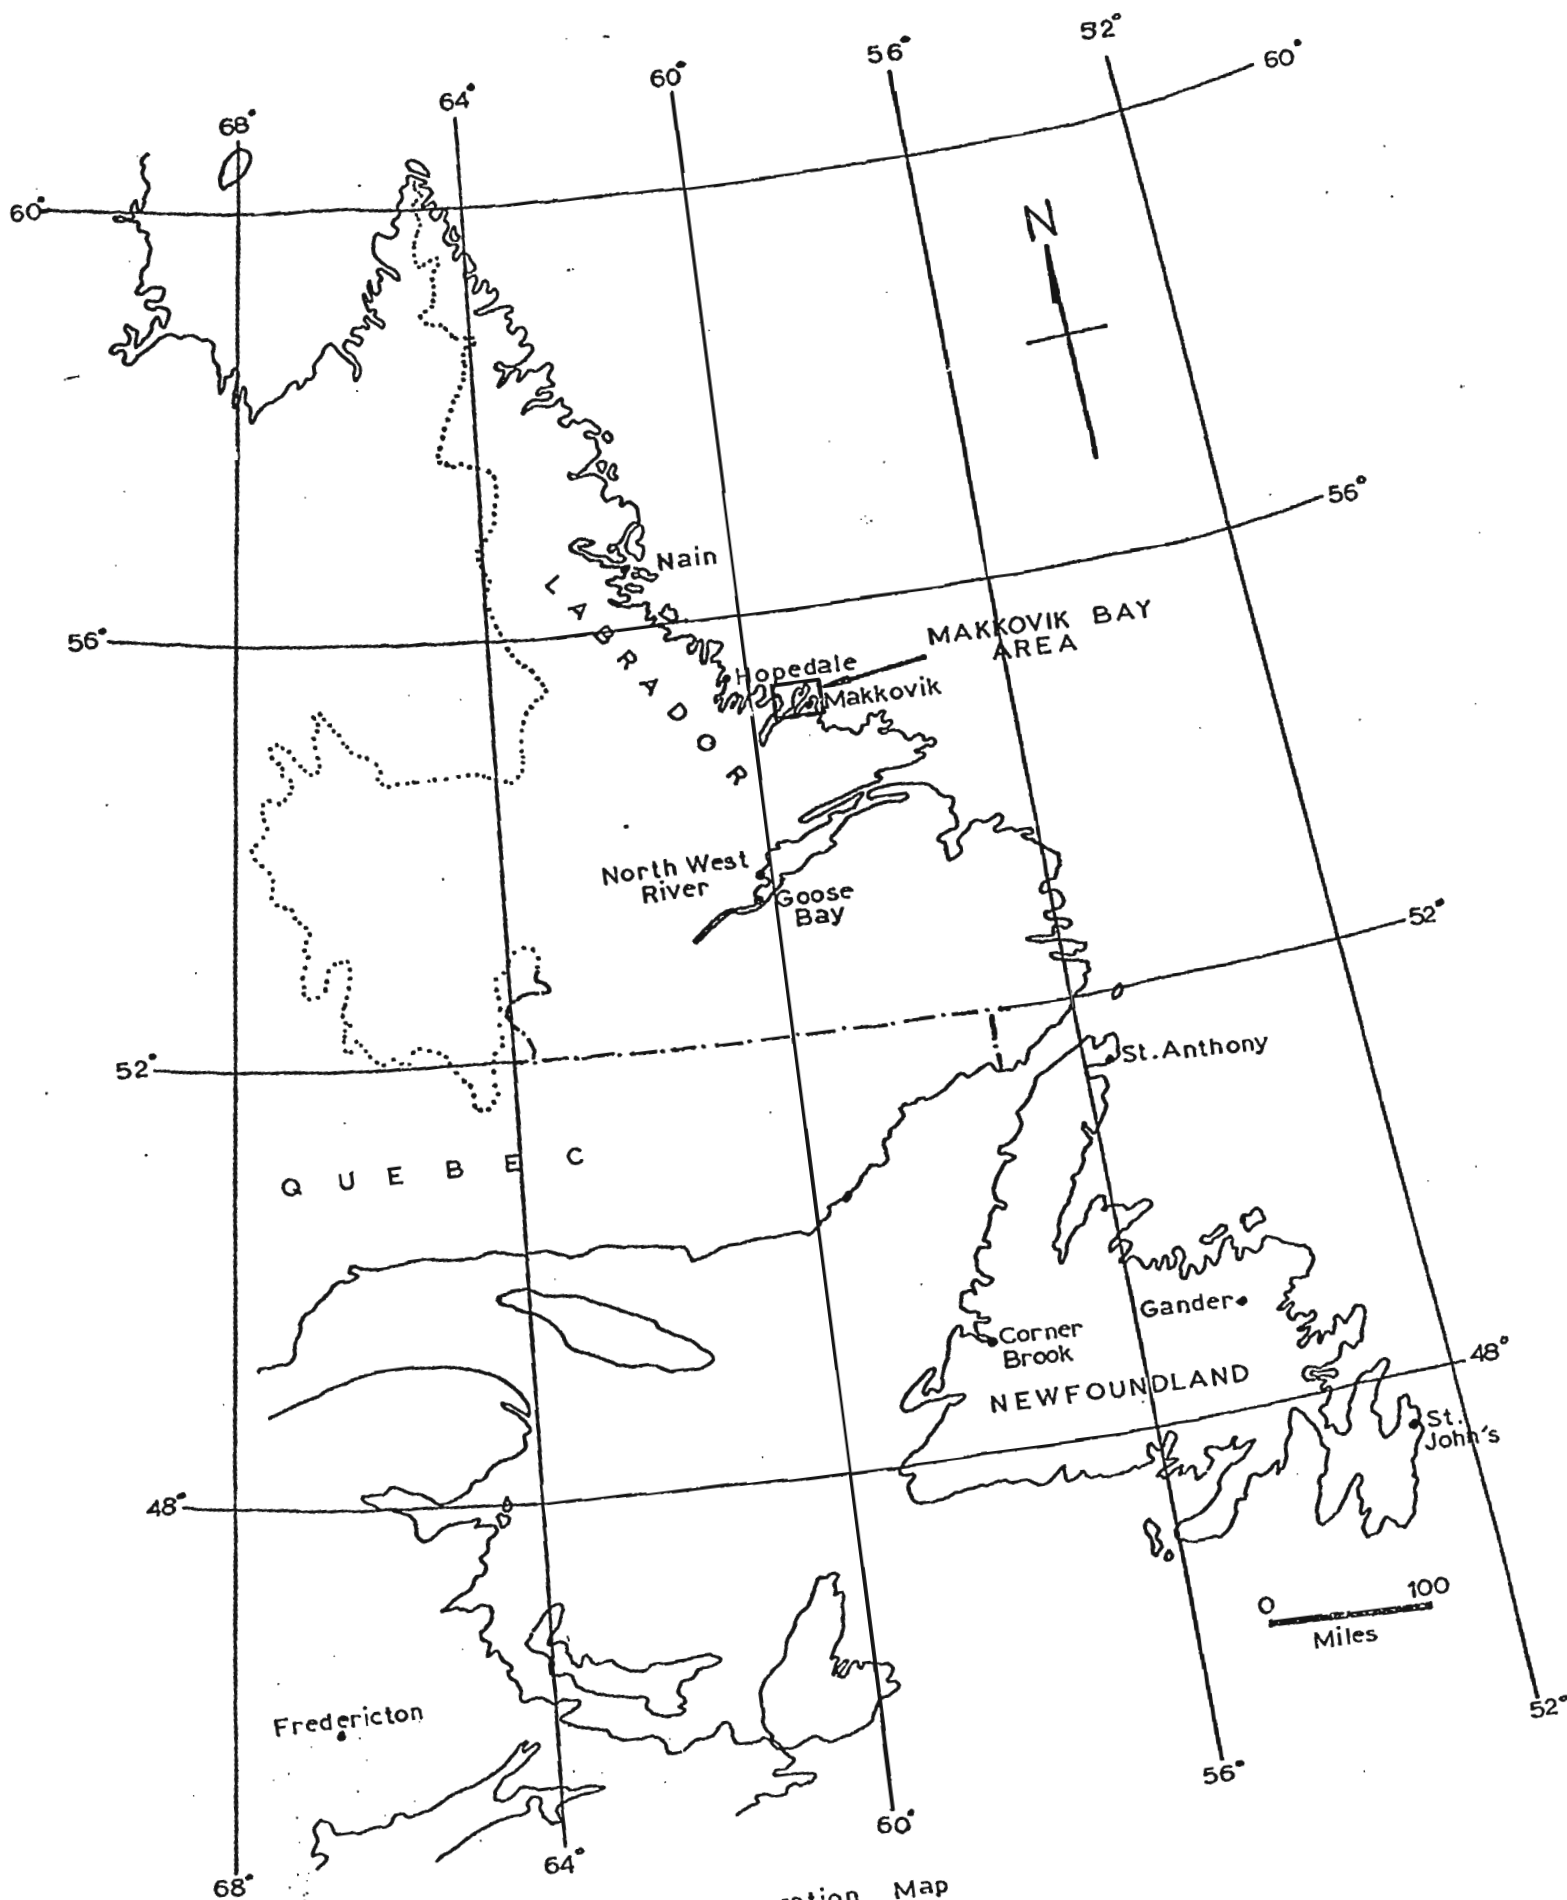 52°
56°
60°
60°
64°
68°
60°
N
56°
Nain
LABRADOR
56°
MAKKOVIK BAY
AREA
Hopedale
Makkovik
North West
River
Goose
Bay
52°
52°
St. Anthony
QUEBEC
Gander
Corner
Brook
NEWFOUNDLAND
48°
St.
John's
48°
0 100
Miles
Fredericton
52°
56°
60°
64°
68°
Map